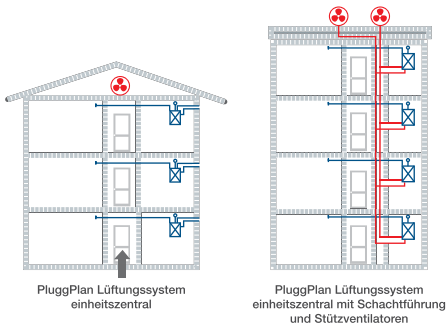 PluggPlan Lüftungssystem
einheitszentral
PluggPlan Lüftungssystem
einheitszentral mit Schachtführung
und Stützventilatoren